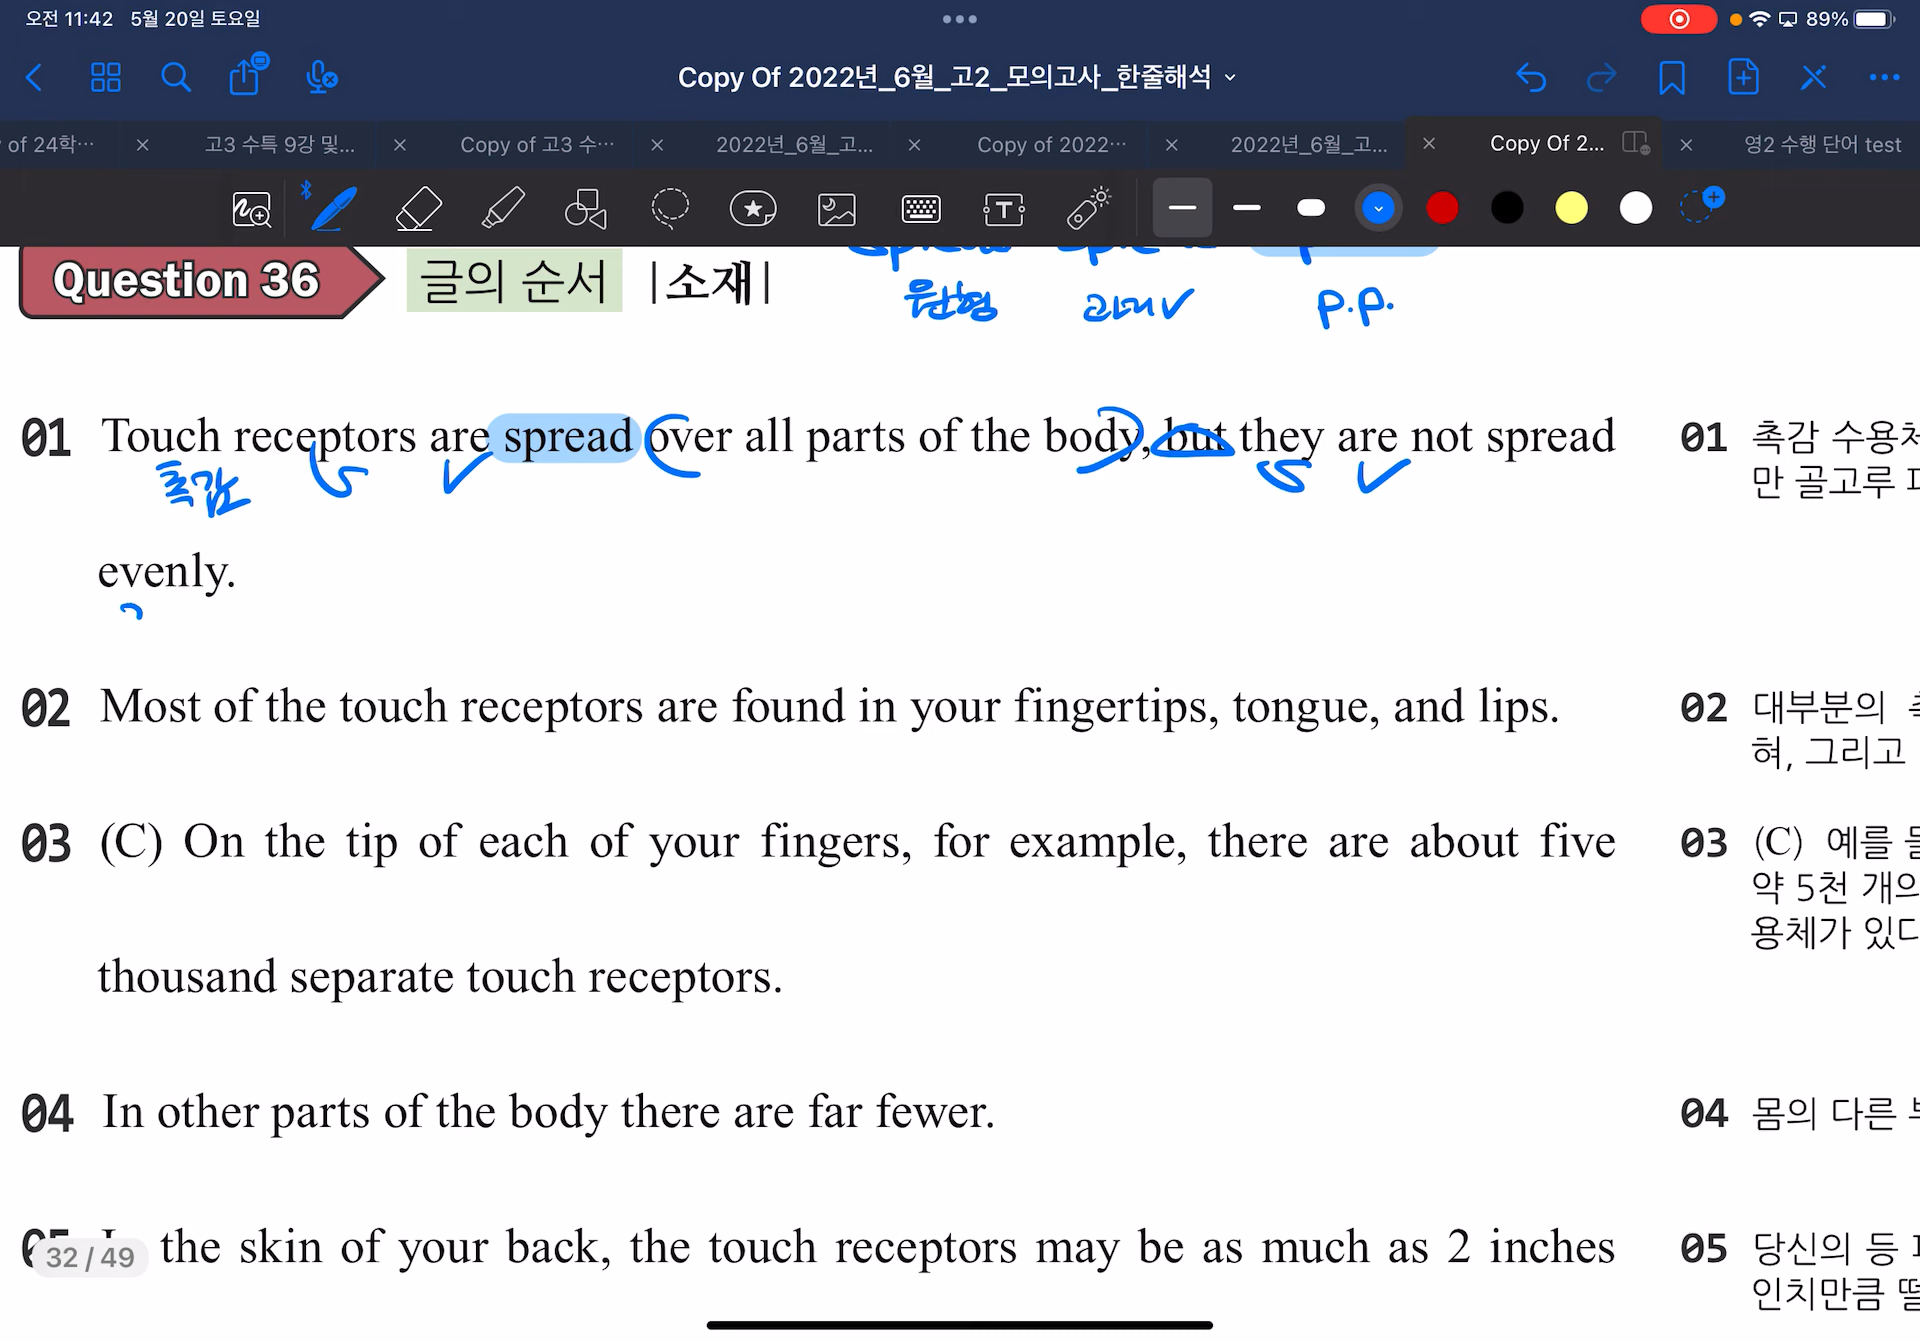 오전 11:42 5월 20일 토요일
89%
Copy Of 2022년_6월_고2_모의고사_한줄해석
of 24학… 고3 수특 9강 및... Copy of 고3 수… 2022년_6월_고... Copy of 2022… 2022년_6월_고... Copy Of 2... 영2 수행 단어 test
Question 36 글의 순서 |소재|
원형 과거 p.p.
01 Touch receptors are spread over all parts of the body, but they are not spread
촉감 s v s v
evenly.
02 Most of the touch receptors are found in your fingertips, tongue, and lips.
03 (C) On the tip of each of your fingers, for example, there are about five
thousand separate touch receptors.
04 In other parts of the body there are far fewer.
05 the skin of your back, the touch receptors may be as much as 2 inches
32 / 49
01 촉감
만 골고루
02 대부분의
혀, 그리고
03 (C) 예를
약 5천 개의
용체가 있다
04 몸의 다른
05 당신의 등
인치만큼